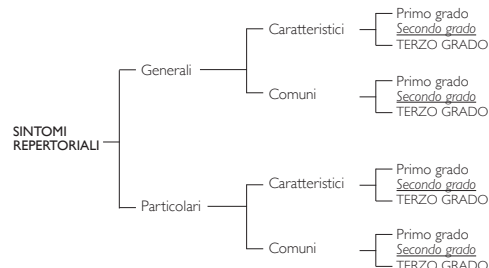 Primo grado
Caratteristici
Secondo grado
TERZO GRADO
Generali
Primo grado
Comuni
Secondo grado
TERZO GRADO
SINTOMI
REPERTORIALI
Primo grado
Caratteristici
Secondo grado
TERZO GRADO
Particolari
Primo grado
Comuni
Secondo grado
TERZO GRADO